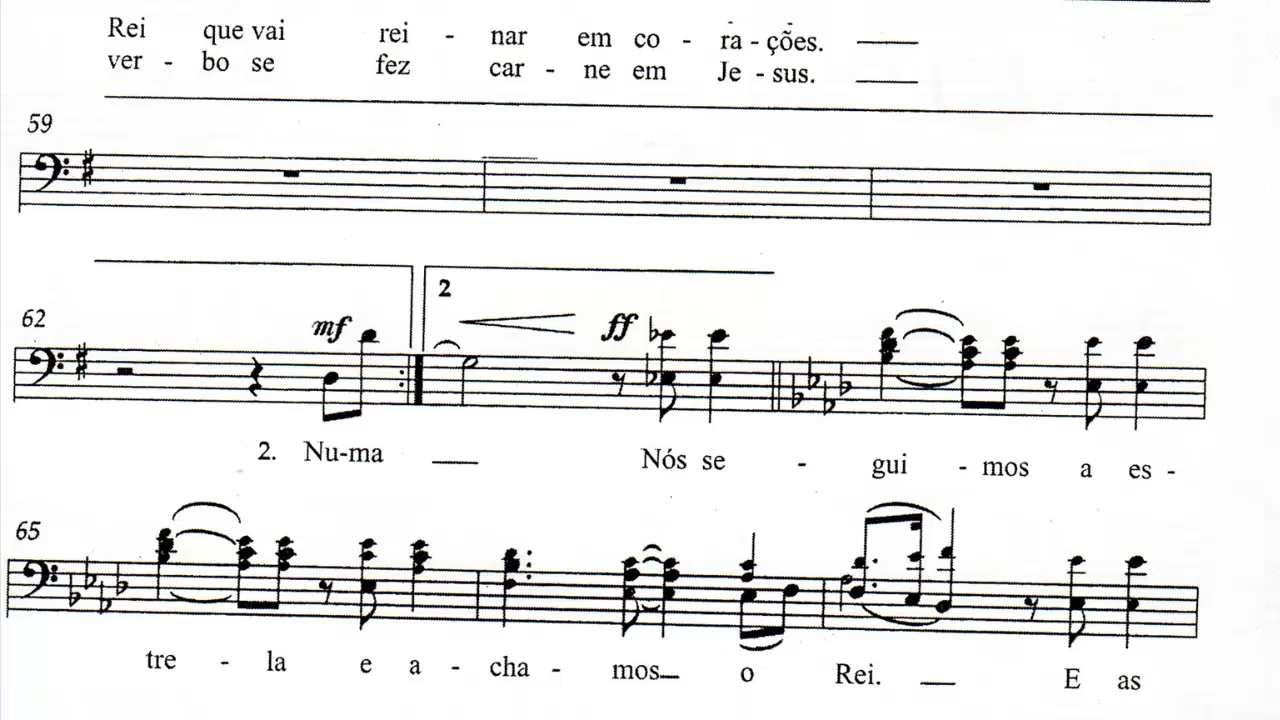 Rei que vai rei - nar em co - ra - ções.
ver - bo se fez car - ne em Je - sus.
59
62 mf 2 ff
2. Nu-ma Nós se - gui - mos a es -
65
tre - la e a - cha - mos o Rei. E as